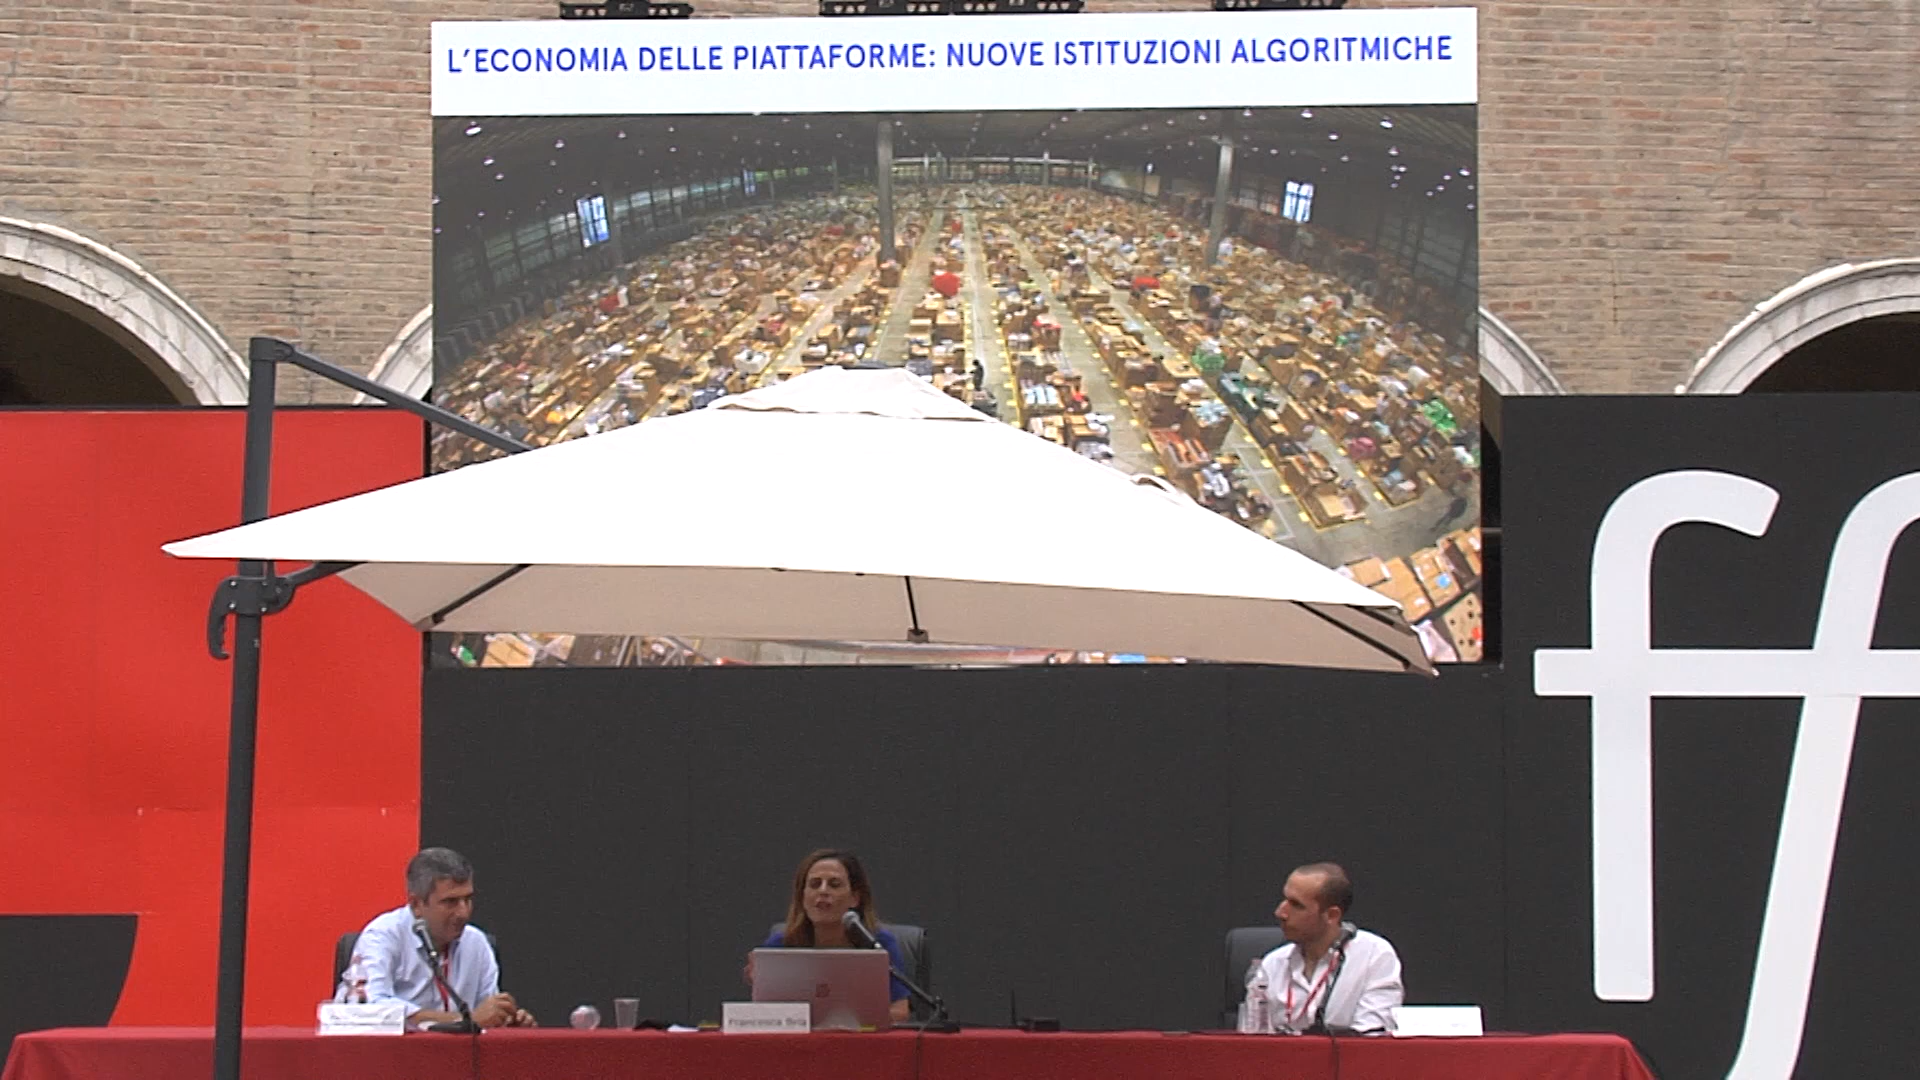 L'ECONOMIA DELLE PIATTAFORME: NUOVE ISTITUZIONI ALGORITMICHE
ff
Francesca Bria